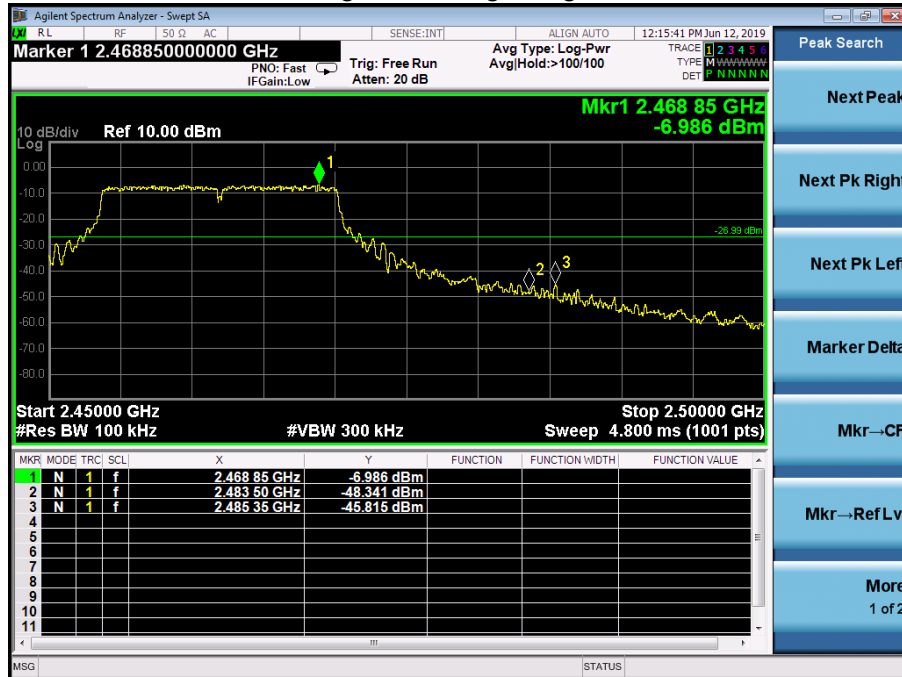 Agilent Spectrum Analyzer - Swept SA
LXI RL RF 50 Ω AC SENSE:INT ALIGN AUTO 12:15:41 PM Jun 12, 2019
Marker 1 2.468850000000 GHz
PNO: Fast
IFGain:Low
Trig: Free Run
Atten: 20 dB
Avg Type: Log-Pwr
Avg|Hold:>100/100
TRACE 1 2 3 4 5 6
TYPE M W W W W W
DET P N N N N N
Mkr1 2.468 85 GHz
-6.986 dBm
10 dB/div Ref 10.00 dBm
Log
0.00
-10.0
-20.0
-30.0
-40.0
-50.0
-60.0
-70.0
-80.0
1
2
3
-26.99 dBm
Start 2.45000 GHz
Stop 2.50000 GHz
#Res BW 100 kHz
#VBW 300 kHz
Sweep 4.800 ms (1001 pts)
MKR MODE TRC SCL X Y FUNCTION FUNCTION WIDTH FUNCTION VALUE
1 N 1 f 2.468 85 GHz -6.986 dBm
2 N 1 f 2.483 50 GHz -48.341 dBm
3 N 1 f 2.485 35 GHz -45.815 dBm
4
5
6
7
8
9
10
11
MSG
STATUS
Peak Search
Next Peak
Next Pk Right
Next Pk Left
Marker Delta
Mkr→CF
Mkr→Ref Lv
More
1 of 2